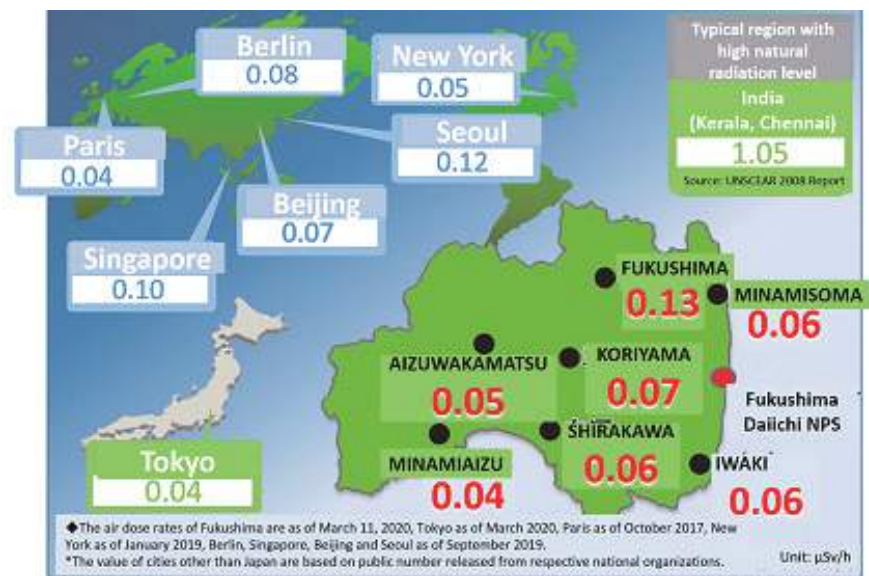 Berlin
0.08
New York
0.05
Typical region with
high natural
radiation level
India
(Kerala, Chennai)
1.05
Source: UNSCEAR 2008 Report
Paris
0.04
Seoul
0.12
Beijing
0.07
Singapore
0.10
FUKUSHIMA
0.13
MINAMISOMA
0.06
AIZUWAKAMATSU
0.05
KORIYAMA
0.07
Fukushima
Daiichi NPS
SHIRAKAWA
0.06
MINAMIAIZU
0.04
IWAKI
0.06
Tokyo
0.04
◆The air dose rates of Fukushima are as of March 11, 2020, Tokyo as of March 2020, Paris as of October 2017, New
York as of January 2019, Berlin, Singapore, Beijing and Seoul as of September 2019.
*The value of cities other than Japan are based on public number released from respective national organizations.
Unit: μSv/h